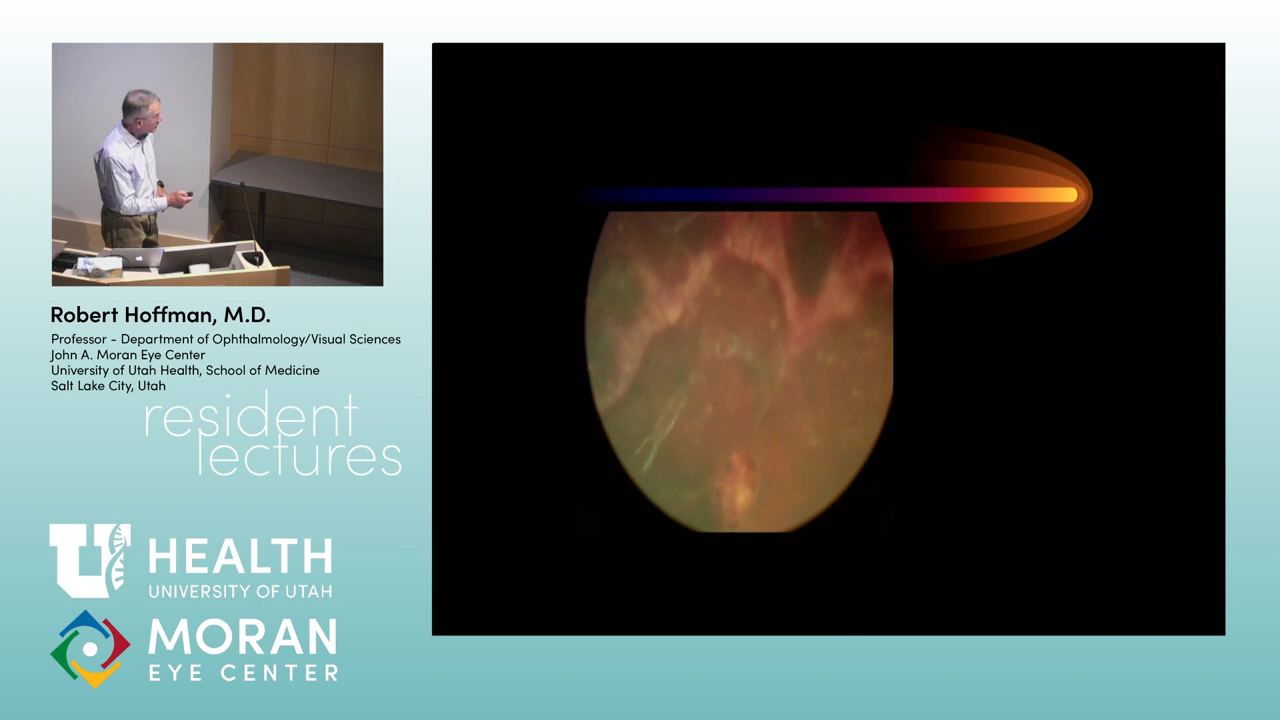 Robert Hoffman, M.D.
Professor - Department of Ophthalmology/Visual Sciences
John A. Moran Eye Center
University of Utah Health, School of Medicine
Salt Lake City, Utah
resident
lectures
U HEALTH
UNIVERSITY OF UTAH
MORAN
EYE CENTER